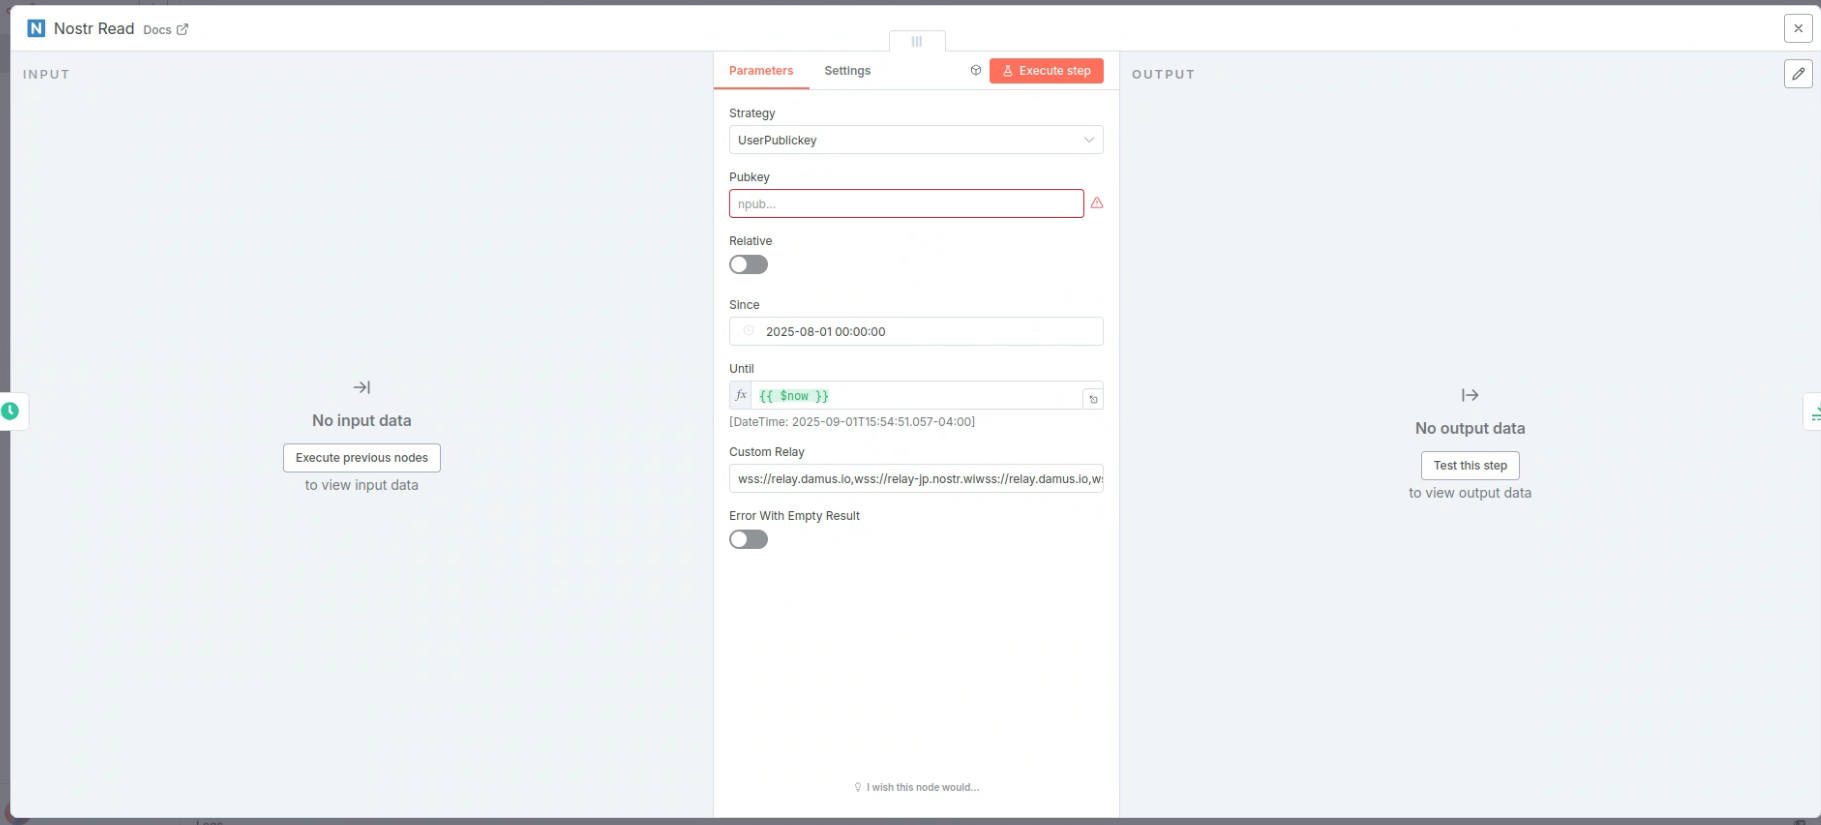 Nostr Read
Docs
INPUT
No input data
Execute previous nodes
to view input data
Parameters
Settings
Execute step
Strategy
UserPublickey
Pubkey
npub...
Relative
Since
2025-08-01 00:00:00
Until
fx
{{ $now }}
[DateTime: 2025-09-01T15:54:51.057-04:00]
Custom Relay
wss://relay.damus.io,wss://relay-jp.nostr.wlwss://relay.damus.io,w
Error With Empty Result
I wish this node would...
OUTPUT
No output data
Test this step
to view output data